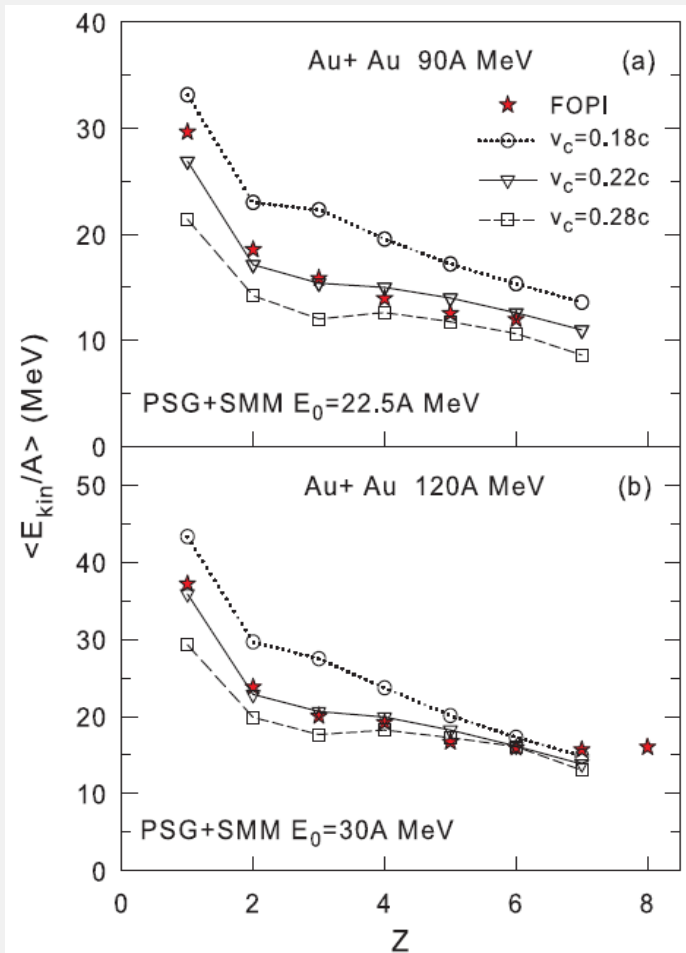 40
Au+ Au 90A MeV (a)
FOPI
30
v_c=0.18c
v_c=0.22c
v_c=0.28c
20
10
PSG+SMM E_0=22.5A MeV
0
<E_kin/A> (MeV)
50
Au+ Au 120A MeV (b)
40
30
20
10
PSG+SMM E_0=30A MeV
0
0 2 4 6 8
Z